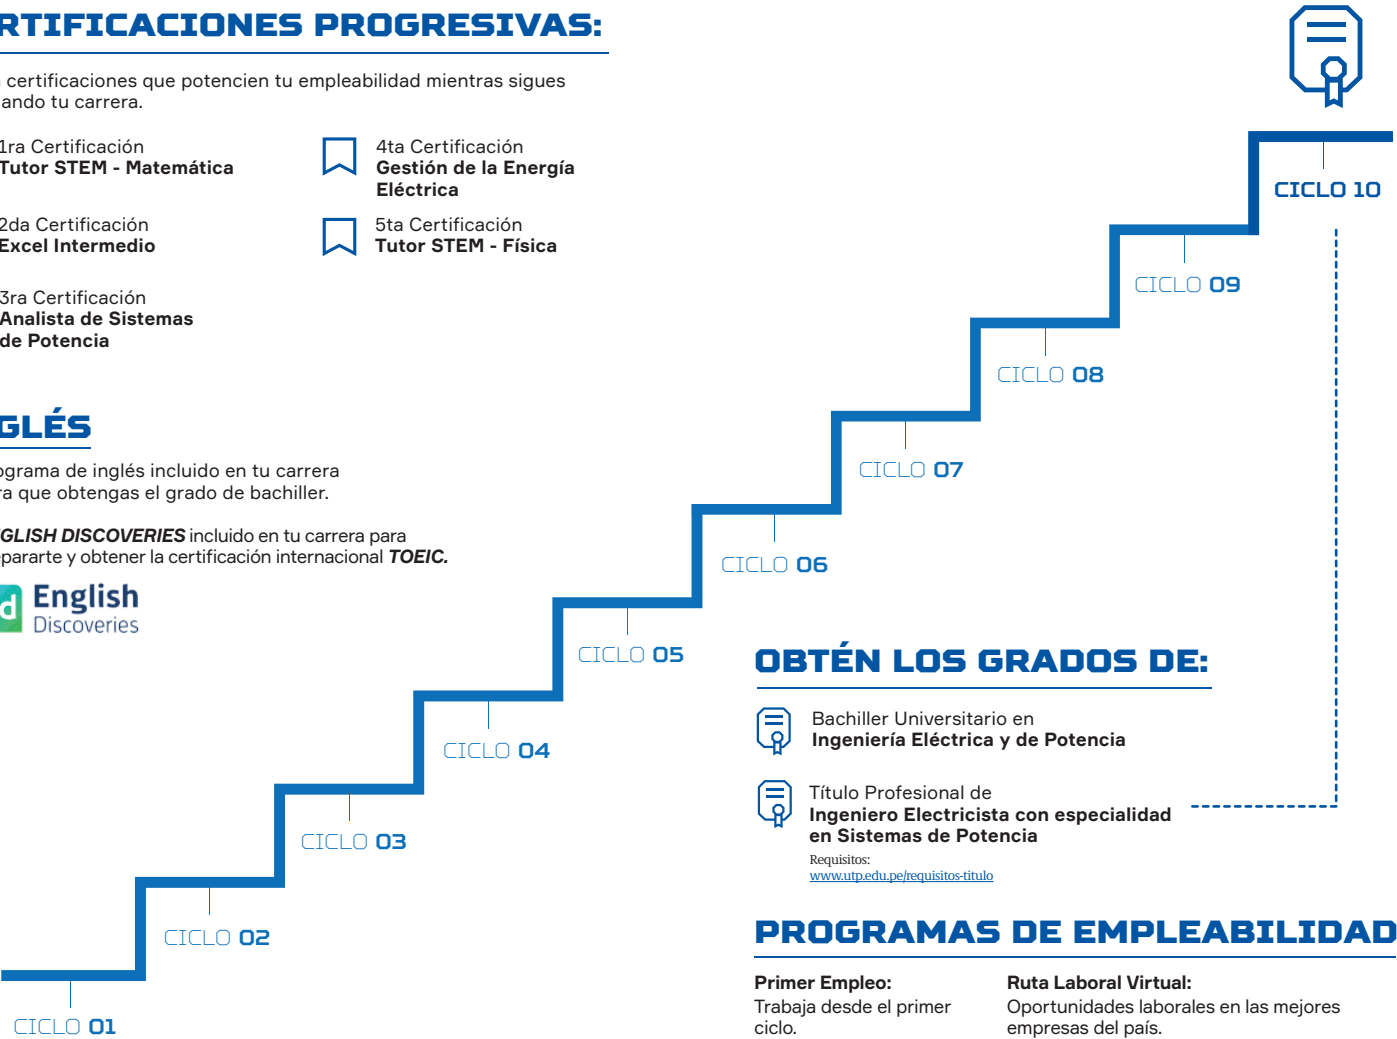 RTIFICACIONES PROGRESIVAS:
certificaciones que potencien tu empleabilidad mientras sigues
ando tu carrera.
1ra Certificación
Tutor STEM - Matemática
2da Certificación
Excel Intermedio
3ra Certificación
Analista de Sistemas
de Potencia
4ta Certificación
Gestión de la Energía
Eléctrica
5ta Certificación
Tutor STEM - Física
GLÉS
ograma de inglés incluido en tu carrera
ra que obtengas el grado de bachiller.
GLISH DISCOVERIES incluido en tu carrera para
epararte y obtener la certificación internacional TOEIC.
d English
Discoveries
CICLO 10
CICLO 09
CICLO 08
CICLO 07
CICLO 06
CICLO 05
CICLO 04
CICLO 03
CICLO 02
CICLO 01
OBTÉN LOS GRADOS DE:
Bachiller Universitario en
Ingeniería Eléctrica y de Potencia
Título Profesional de
Ingeniero Electricista con especialidad
en Sistemas de Potencia
Requisitos:
www.utp.edu.pe/requisitos-titulo
PROGRAMAS DE EMPLEABILIDAD
Primer Empleo:
Trabaja desde el primer
ciclo.
Ruta Laboral Virtual:
Oportunidades laborales en las mejores
empresas del país.